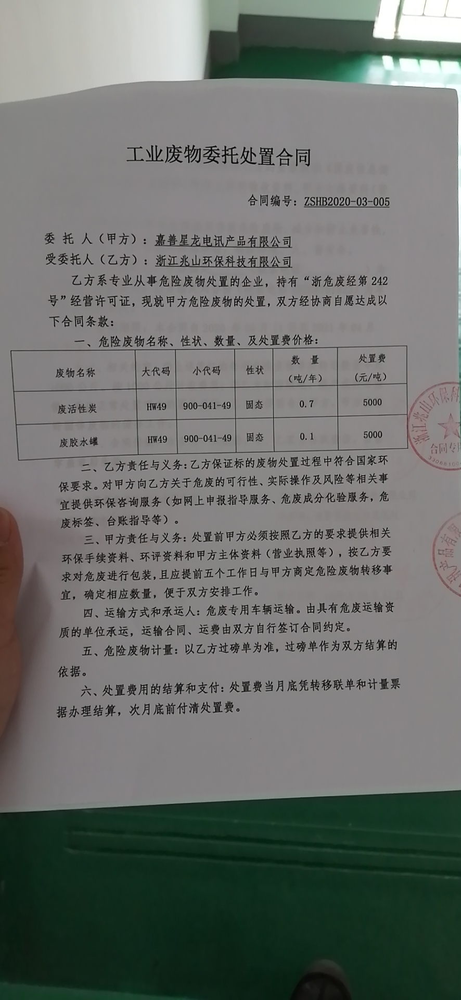 工业废物委托处置合同
合同编号：ZSHB2020-03-005
委 托 人（甲方）：嘉善星龙电讯产品有限公司
受委托人（乙方）：浙江兆山环保科技有限公司
乙方系专业从事危险废物处置的企业，持有“浙危废经第 242
号”经营许可证，现就甲方危险废物的处置，双方经协商自愿达成以
下合同条款：
一、危险废物名称、性状、数量、及处置费价格：
废物名称 大代码 小代码 性状 数 量（吨/年） 处置费（元/吨）
废活性炭 HW49 900-041-49 固态 0.7 5000
废胶水罐 HW49 900-041-49 固态 0.1 5000
浙江兆山环保科
合同专用
二、乙方责任与义务：乙方保证标的废物处置过程中符合国家环
保要求。对甲方向乙方关于危废的可行性、实际操作及风险等相关事
宜提供环保咨询服务（如网上申报指导服务、危废成分化验服务，危
废标签、台账指导等）。
三、甲方责任与义务：处置前甲方必须按照乙方的要求提供相关
环保手续资料、环评资料和甲方主体资料（营业执照等），按乙方要
求对危废进行包装，且应提前五个工作日与甲方商定危险废物转移事
宜，确定相应数量，便于双方安排工作。
品有限
四、运输方式和承运人：危废专用车辆运输。由具有危废运输资
质的单位承运，运输合同、运费由双方自行签订合同约定。
五、危险废物计量：以乙方过磅单为准，过磅单作为双方结算的
依据。
六、处置费用的结算和支付：处置费当月底凭转移联单和计量票
据办理结算，次月底前付清处置费。